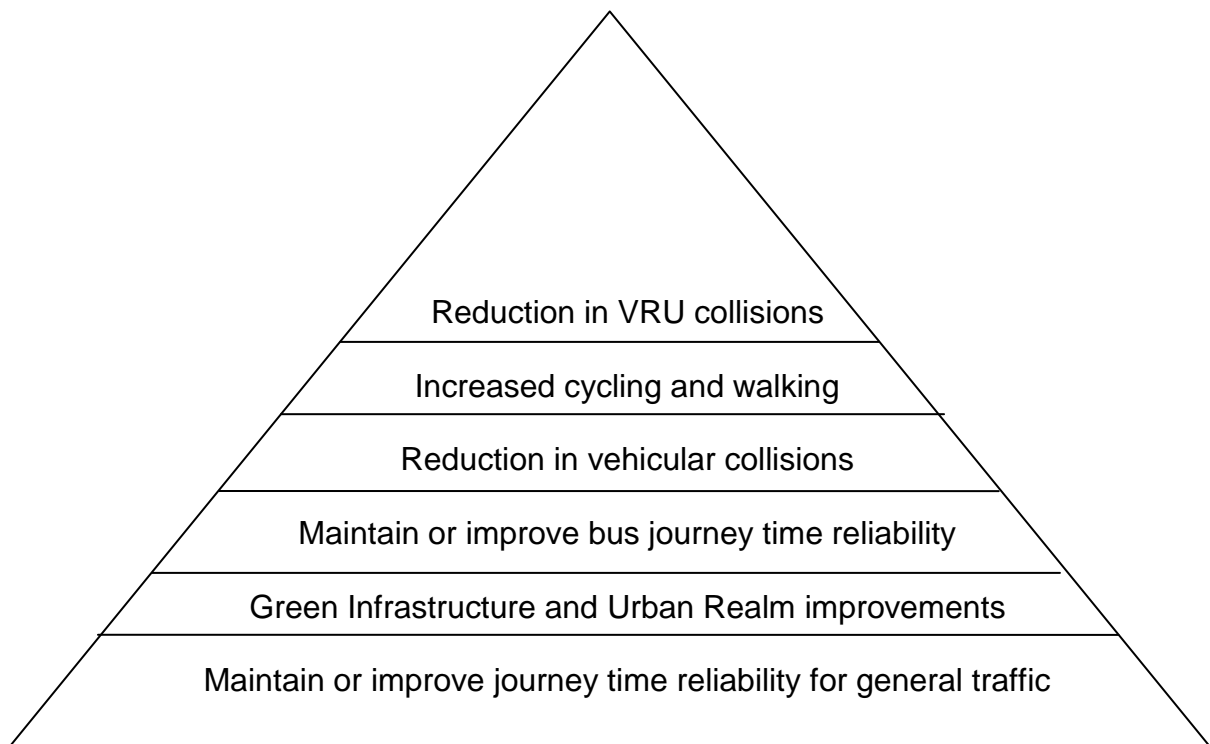 Reduction in VRU collisions
Increased cycling and walking
Reduction in vehicular collisions
Maintain or improve bus journey time reliability
Green Infrastructure and Urban Realm improvements
Maintain or improve journey time reliability for general traffic